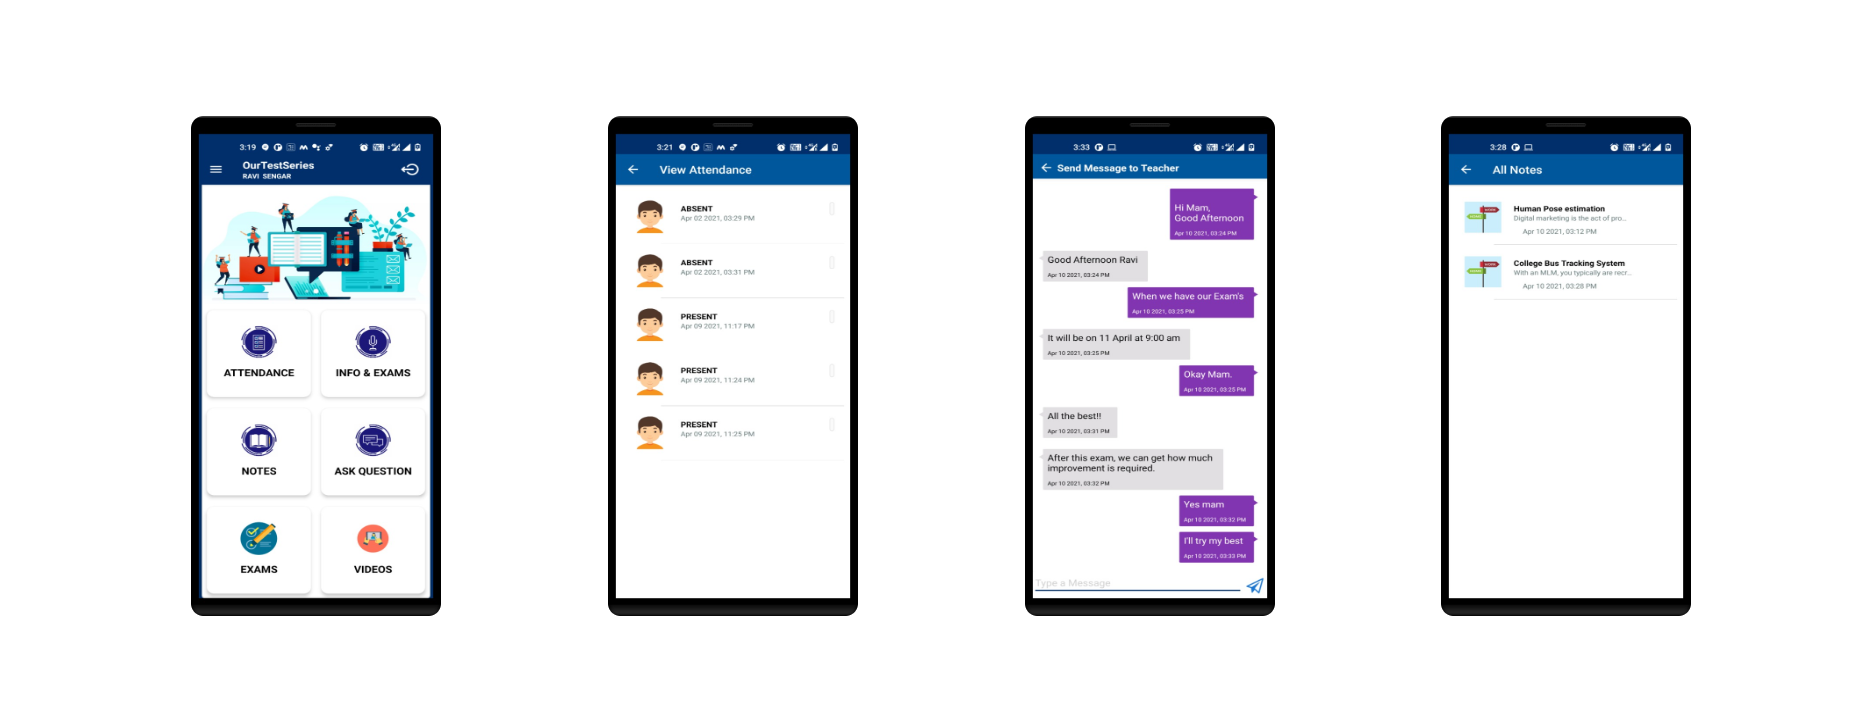 3:19
OurTestSeries
RAVI SENGAR
ATTENDANCE
INFO & EXAMS
NOTES
ASK QUESTION
EXAMS
VIDEOS
3:21
View Attendance
ABSENT
Apr 02 2021, 03:29 PM
ABSENT
Apr 02 2021, 03:31 PM
PRESENT
Apr 09 2021, 11:17 PM
PRESENT
Apr 09 2021, 11:24 PM
PRESENT
Apr 09 2021, 11:25 PM
3:33
Send Message to Teacher
Hi Mam,
Good Afternoon
Apr 10 2021, 03:24 PM
Good Afternoon Ravi
Apr 10 2021, 03:24 PM
When we have our Exam's
Apr 10 2021, 03:25 PM
It will be on 11 April at 9:00 am
Apr 10 2021, 03:25 PM
Okay Mam.
Apr 10 2021, 03:25 PM
All the best!!
Apr 10 2021, 03:31 PM
After this exam, we can get how much
improvement is required.
Apr 10 2021, 03:32 PM
Yes mam
Apr 10 2021, 03:32 PM
I'll try my best
Apr 10 2021, 03:33 PM
Type a Message
3:28
All Notes
Human Pose estimation
Digital marketing is the act of pro...
Apr 10 2021, 03:12 PM
College Bus Tracking System
With an MLM, you typically are recr...
Apr 10 2021, 03:28 PM